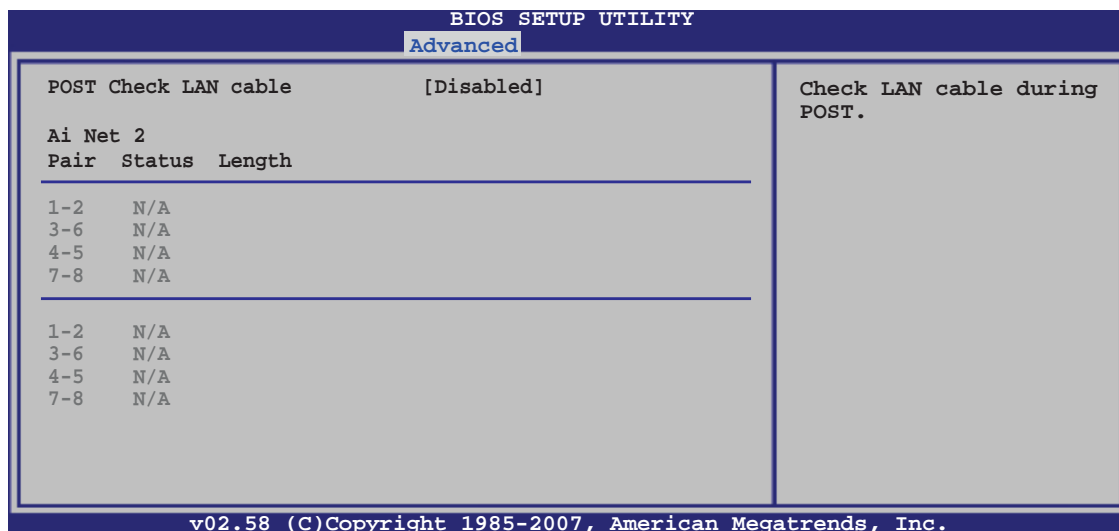 BIOS SETUP UTILITY
Advanced
POST Check LAN cable [Disabled]
Ai Net 2
Pair Status Length
1-2 N/A
3-6 N/A
4-5 N/A
7-8 N/A
1-2 N/A
3-6 N/A
4-5 N/A
7-8 N/A
Check LAN cable during
POST.
v02.58 (C)Copyright 1985-2007, American Megatrends, Inc.